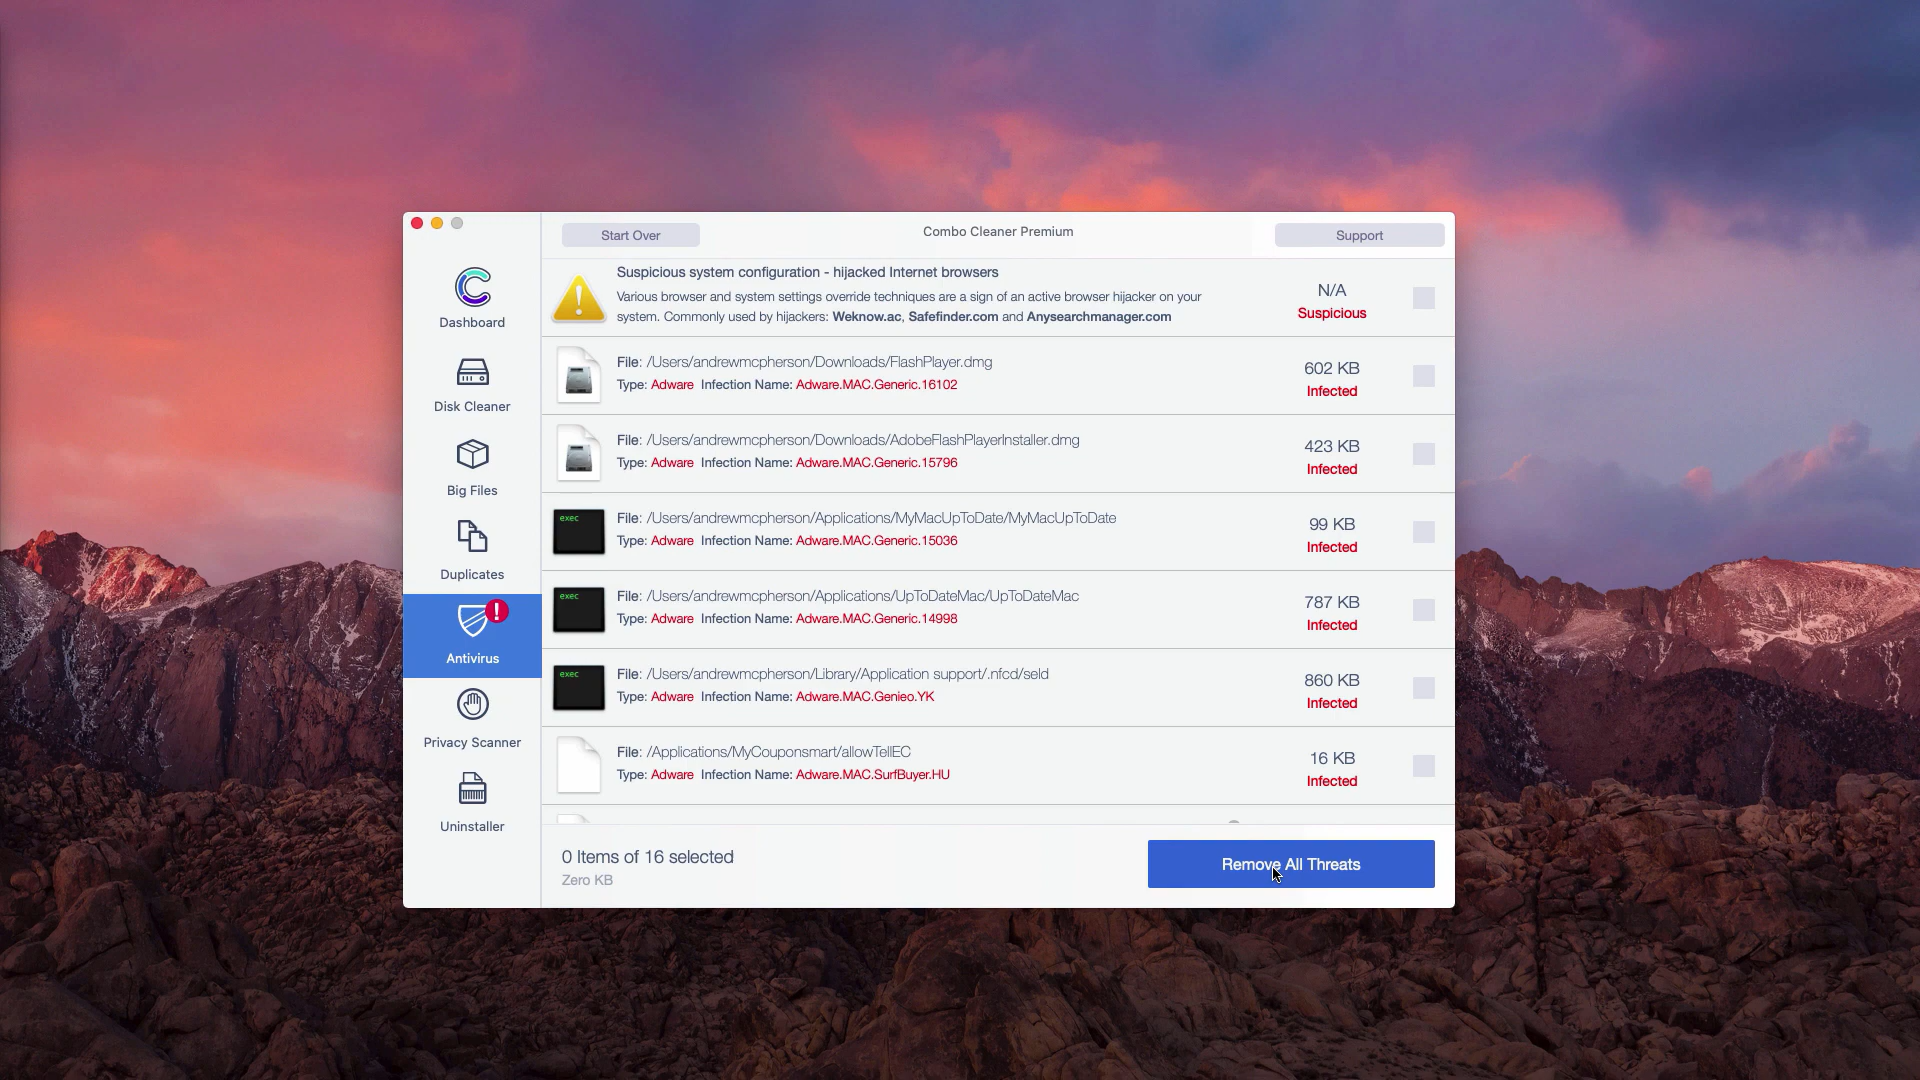 Start Over
Combo Cleaner Premium
Support
Dashboard
Disk Cleaner
Big Files
Duplicates
!
Antivirus
Privacy Scanner
Uninstaller
Suspicious system configuration - hijacked Internet browsers
Various browser and system settings override techniques are a sign of an active browser hijacker on your
system. Commonly used by hijackers: Weknow.ac, Safefinder.com and Anysearchmanager.com
N/A
Suspicious
File: /Users/andrewmcpherson/Downloads/FlashPlayer.dmg
Type: Adware Infection Name: Adware.MAC.Generic.16102
602 KB
Infected
File: /Users/andrewmcpherson/Downloads/AdobeFlashPlayerInstaller.dmg
Type: Adware Infection Name: Adware.MAC.Generic.15796
423 KB
Infected
exec
File: /Users/andrewmcpherson/Applications/MyMacUpToDate/MyMacUpToDate
Type: Adware Infection Name: Adware.MAC.Generic.15036
99 KB
Infected
exec
File: /Users/andrewmcpherson/Applications/UpToDateMac/UpToDateMac
Type: Adware Infection Name: Adware.MAC.Generic.14998
787 KB
Infected
exec
File: /Users/andrewmcpherson/Library/Application support/.nfcd/seld
Type: Adware Infection Name: Adware.MAC.Genieo.YK
860 KB
Infected
File: /Applications/MyCouponsmart/allowTellEC
Type: Adware Infection Name: Adware.MAC.SurfBuyer.HU
16 KB
Infected
0 Items of 16 selected
Zero KB
Remove All Threats